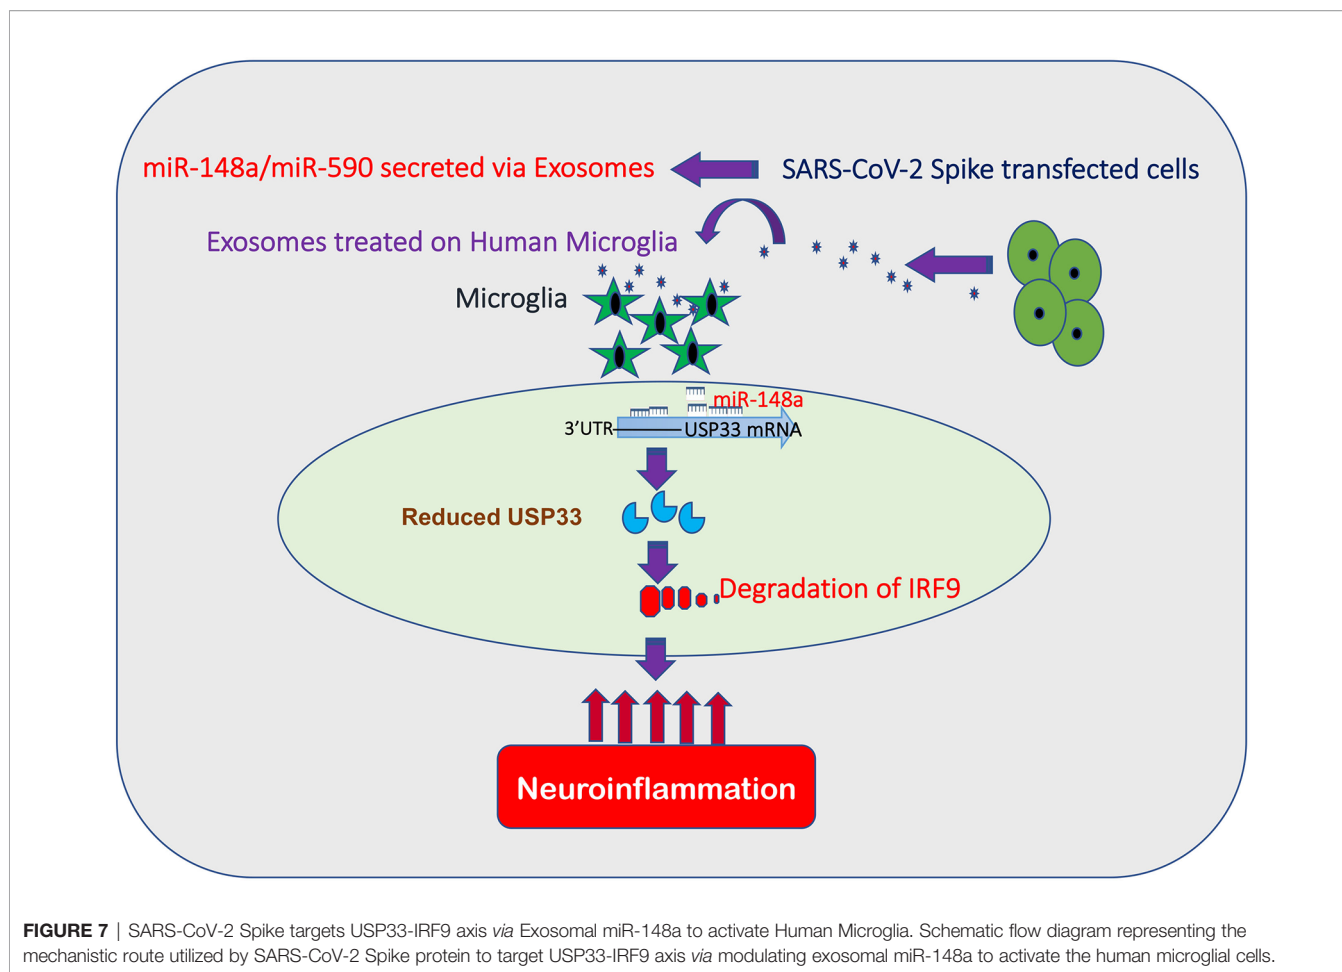 miR-148a/miR-590 secreted via Exosomes
SARS-CoV-2 Spike transfected cells
Exosomes treated on Human Microglia
Microglia
miR-148a
3’UTR
USP33 mRNA
Reduced USP33
Degradation of IRF9
Neuroinflammation
FIGURE 7 | SARS-CoV-2 Spike targets USP33-IRF9 axis via Exosomal miR-148a to activate Human Microglia. Schematic flow diagram representing the
mechanistic route utilized by SARS-CoV-2 Spike protein to target USP33-IRF9 axis via modulating exosomal miR-148a to activate the human microglial cells.